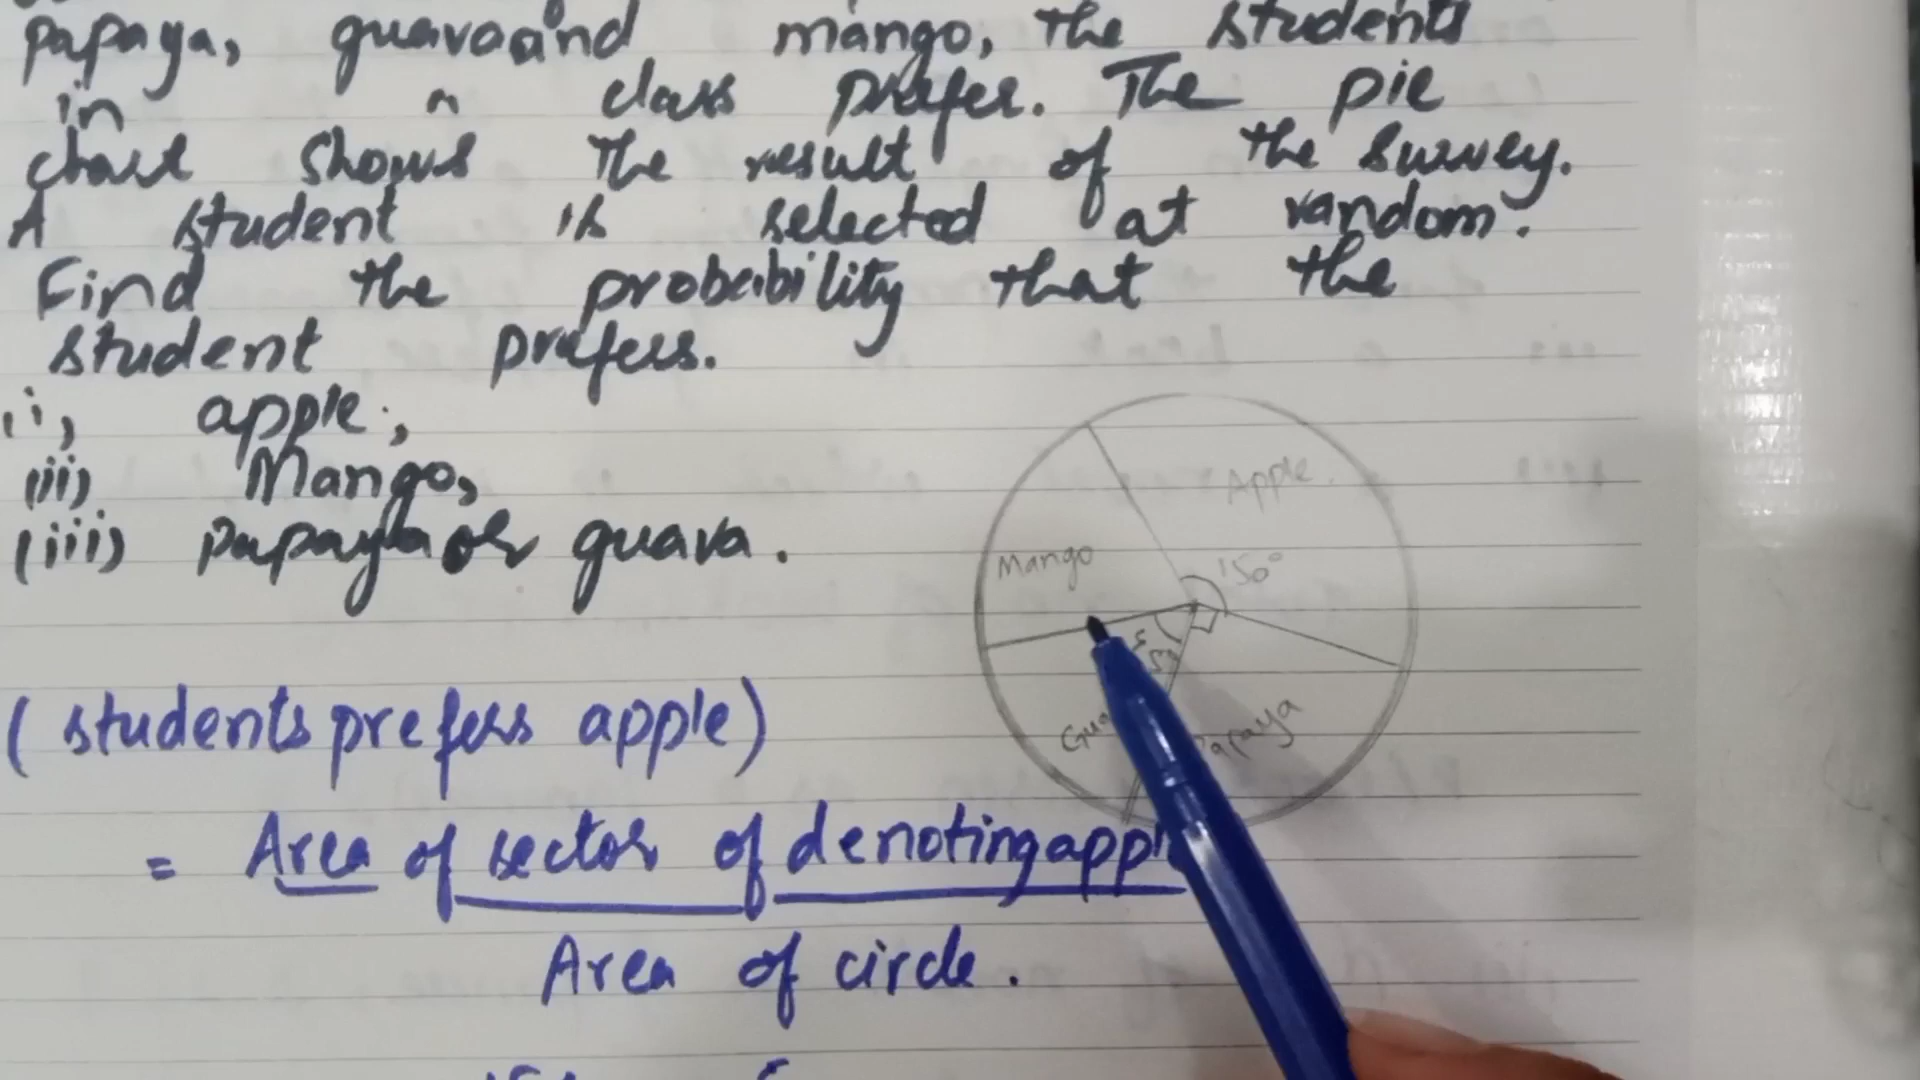 papaya, guava and mango, the students
in a class prefer. The pie
chart shows the result of the survey.
A student is selected at random.
Find the probability that the
student prefers.
(i), apple;
(ii) Mango,
(iii) Papaya or guava.
Apple.
Mango
150°
Papaya
(students prefers apple)
= Area of sector of denoting appl
Area of circle.